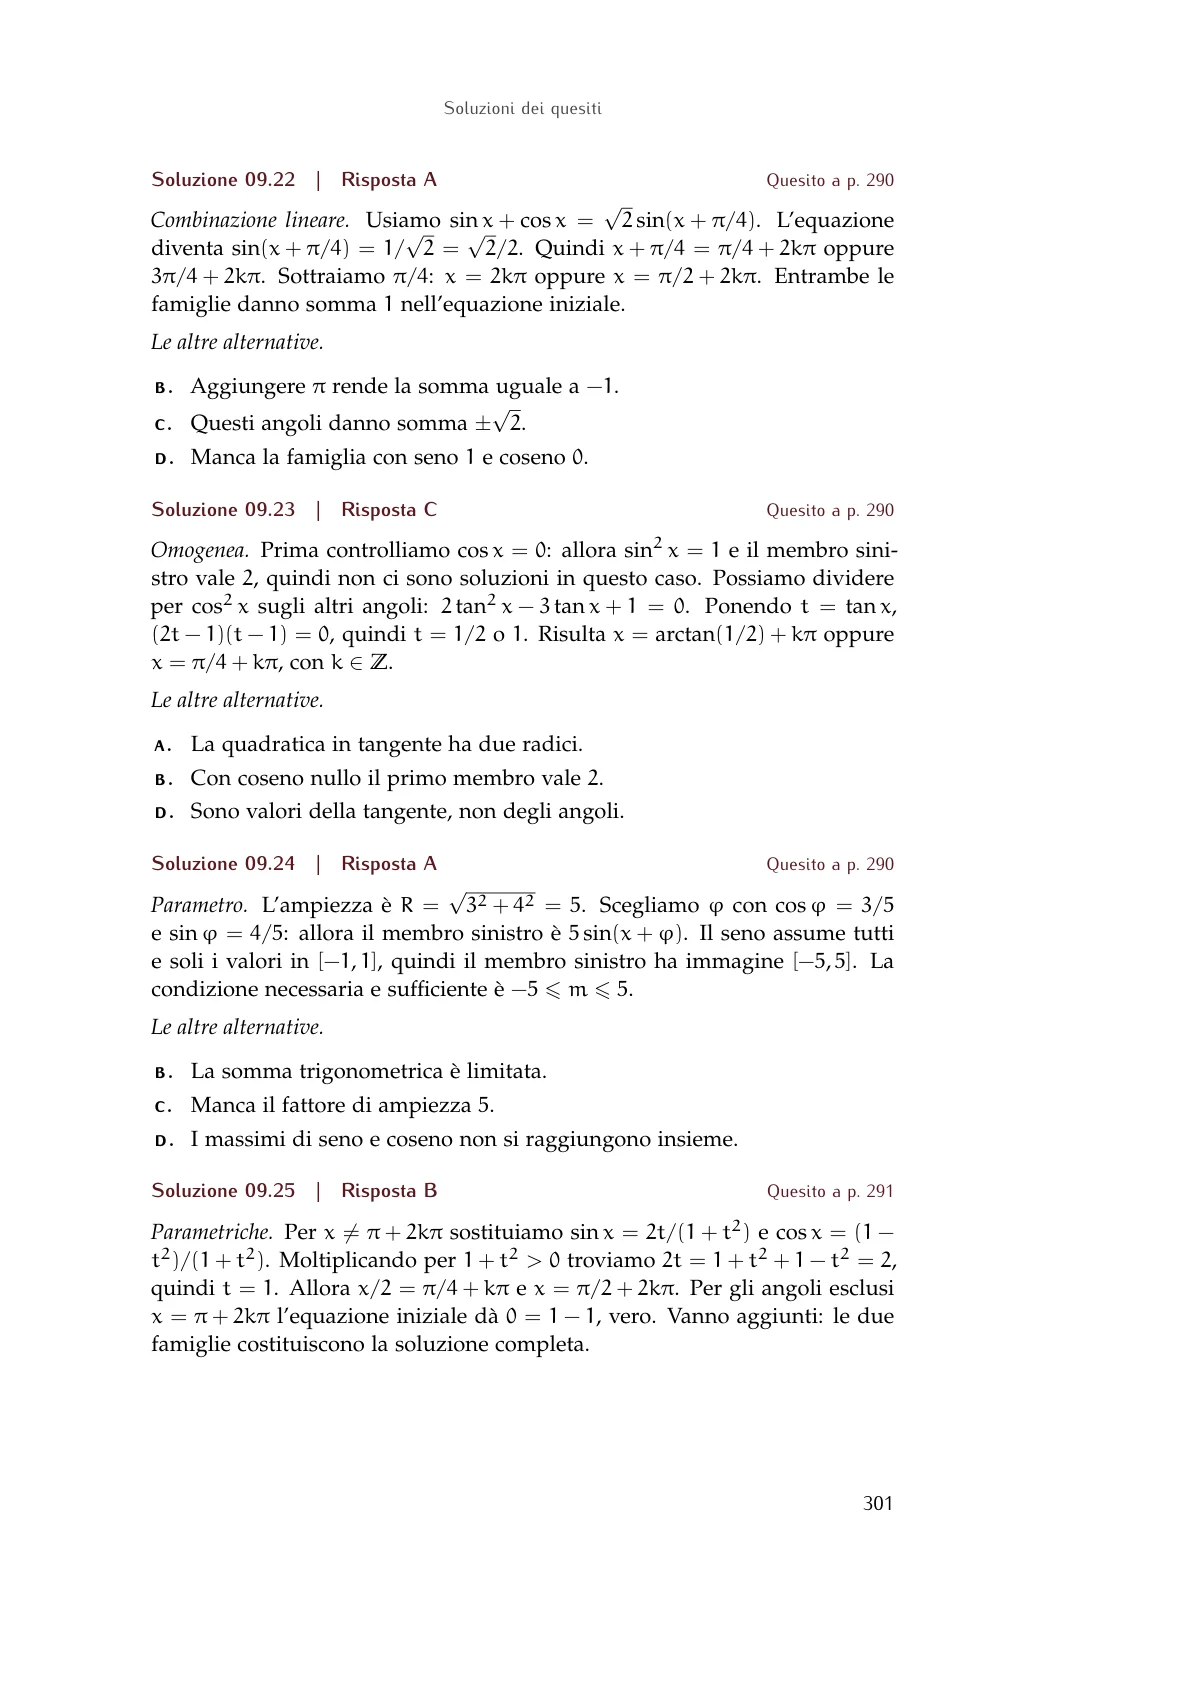 Soluzioni dei quesiti
Soluzione 09.22 | Risposta A Quesito a p. 290
Combinazione lineare. Usiamo sin x + cos x = √2 sin(x + π/4). L’equazione
diventa sin(x + π/4) = 1/√2 = √2/2. Quindi x + π/4 = π/4 + 2kπ oppure
3π/4 + 2kπ. Sottraiamo π/4: x = 2kπ oppure x = π/2 + 2kπ. Entrambe le
famiglie danno somma 1 nell’equazione iniziale.
Le altre alternative.
B. Aggiungere π rende la somma uguale a −1.
C. Questi angoli danno somma ±√2.
D. Manca la famiglia con seno 1 e coseno 0.
Soluzione 09.23 | Risposta C Quesito a p. 290
Omogenea. Prima controlliamo cos x = 0: allora sin² x = 1 e il membro sini-
stro vale 2, quindi non ci sono soluzioni in questo caso. Possiamo dividere
per cos² x sugli altri angoli: 2 tan² x − 3 tan x + 1 = 0. Ponendo t = tan x,
(2t − 1)(t − 1) = 0, quindi t = 1/2 o 1. Risulta x = arctan(1/2) + kπ oppure
x = π/4 + kπ, con k ∈ ℤ.
Le altre alternative.
A. La quadratica in tangente ha due radici.
B. Con coseno nullo il primo membro vale 2.
D. Sono valori della tangente, non degli angoli.
Soluzione 09.24 | Risposta A Quesito a p. 290
Parametro. L’ampiezza è R = √(3² + 4²) = 5. Scegliamo φ con cos φ = 3/5
e sin φ = 4/5: allora il membro sinistro è 5 sin(x + φ). Il seno assume tutti
e soli i valori in [−1, 1], quindi il membro sinistro ha immagine [−5, 5]. La
condizione necessaria e sufficiente è −5 ⩽ m ⩽ 5.
Le altre alternative.
B. La somma trigonometrica è limitata.
C. Manca il fattore di ampiezza 5.
D. I massimi di seno e coseno non si raggiungono insieme.
Soluzione 09.25 | Risposta B Quesito a p. 291
Parametriche. Per x ≠ π + 2kπ sostituiamo sin x = 2t/(1 + t²) e cos x = (1 −
t²)/(1 + t²). Moltiplicando per 1 + t² > 0 troviamo 2t = 1 + t² + 1 − t² = 2,
quindi t = 1. Allora x/2 = π/4 + kπ e x = π/2 + 2kπ. Per gli angoli esclusi
x = π + 2kπ l’equazione iniziale dà 0 = 1 − 1, vero. Vanno aggiunti: le due
famiglie costituiscono la soluzione completa.
301